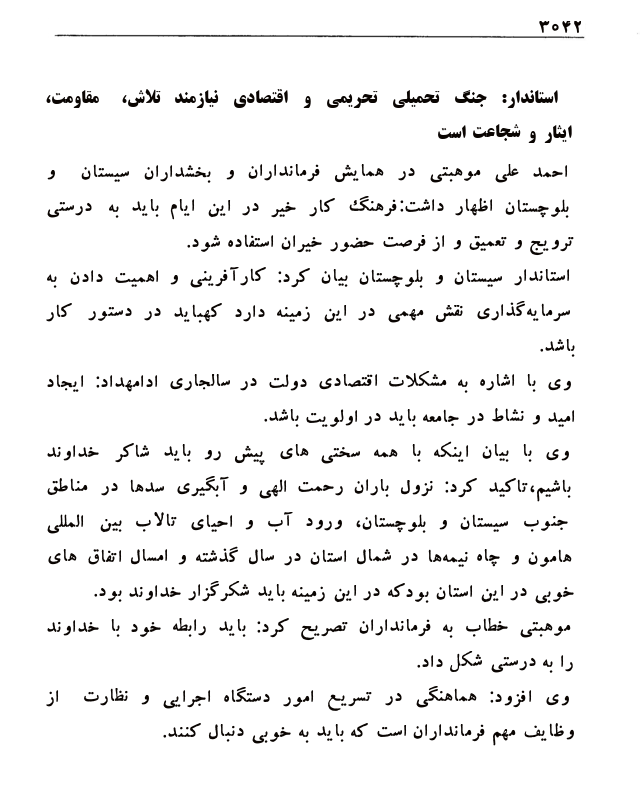 ۳۰۴۲
استاندار: جنگ تحمیلی تحریمی و اقتصادی نیازمند تلاش، مقاومت،
ایثار و شجاعت است
احمد علی موهبتی در همایش فرمانداران و بخشداران سیستان و
بلوچستان اظهار داشت:فرهنگ کار خیر در این ایام باید به درستی
ترویج و تعمیق و از فرصت حضور خیران استفاده شود.
استاندار سیستان و بلوچستان بیان کرد: کارآفرینی و اهمیت دادن به
سرمایه‌گذاری نقش مهمی در این زمینه دارد کهباید در دستور کار
باشد.
وی با اشاره به مشکلات اقتصادی دولت در سالجاری ادامهداد: ایجاد
امید و نشاط در جامعه باید در اولویت باشد.
وی با بیان اینکه با همه سختی های پیش رو باید شاکر خداوند
باشیم،تاکید کرد: نزول باران رحمت الهی و آبگیری سدها در مناطق
جنوب سیستان و بلوچستان، ورود آب و احیای تالاب بین المللی
هامون و چاه نیمه‌ها در شمال استان در سال گذشته و امسال اتفاق های
خوبی در این استان بودکه در این زمینه باید شکرگزار خداوند بود.
موهبتی خطاب به فرمانداران تصریح کرد: باید رابطه خود با خداوند
را به درستی شکل داد.
وی افزود: هماهنگی در تسریع امور دستگاه اجرایی و نظارت از
وظایف مهم فرمانداران است که باید به خوبی دنبال کنند.